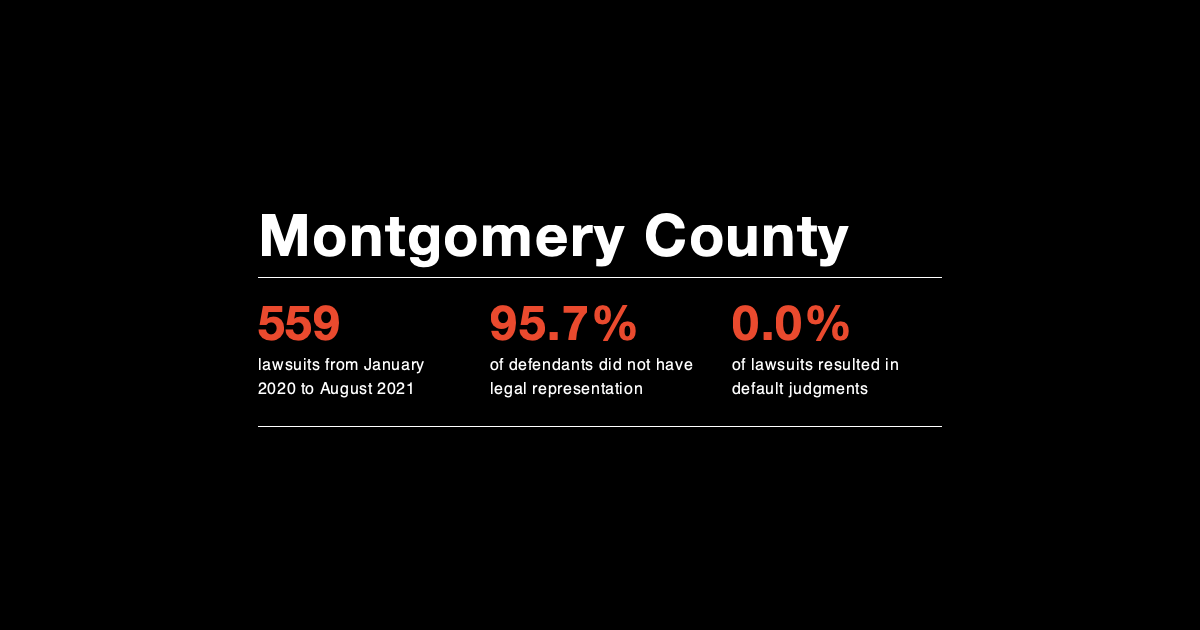 Montgomery County
559
lawsuits from January
2020 to August 2021
95.7%
of defendants did not have
legal representation
0.0%
of lawsuits resulted in
default judgments